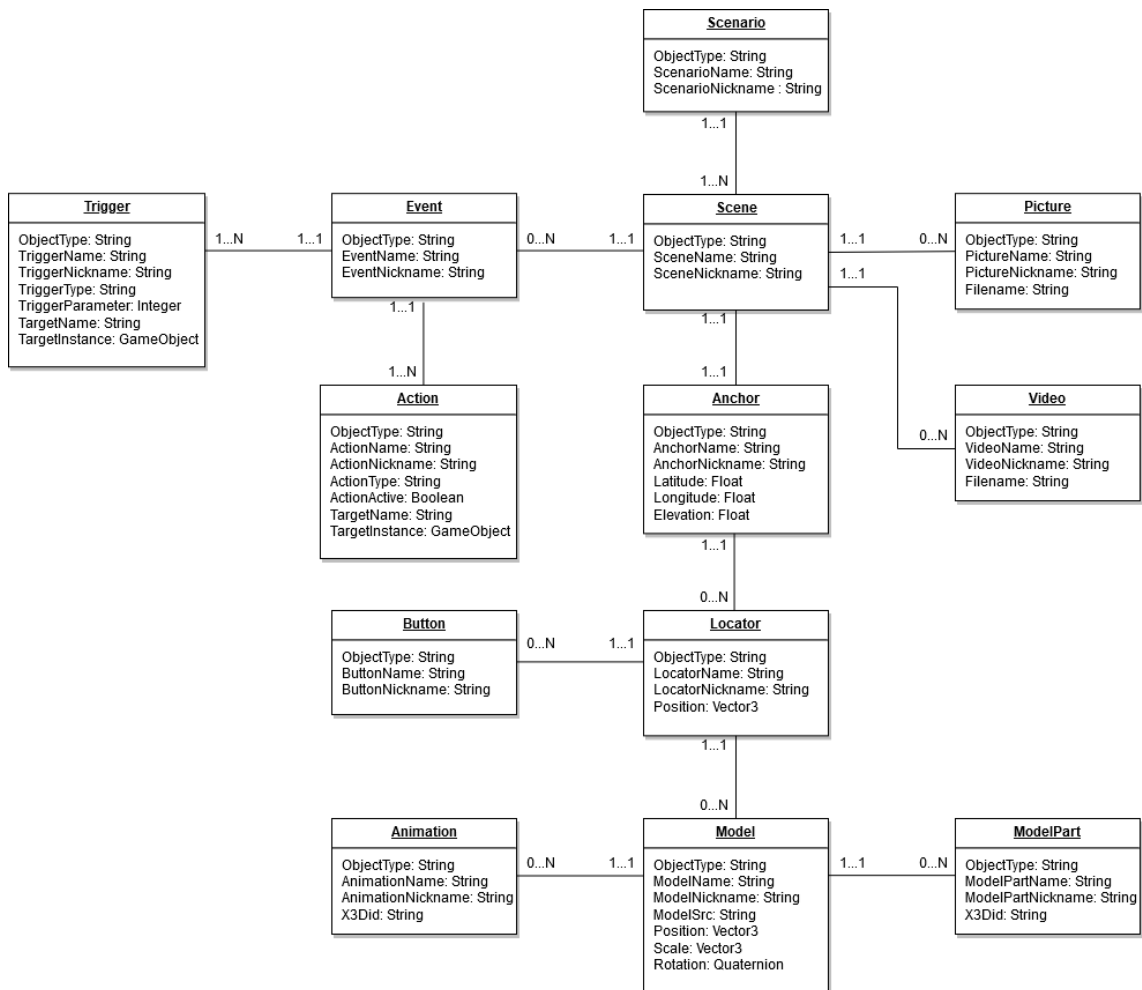 Scenario
ObjectType: String
ScenarioName: String
ScenarioNickname : String
1...1
1...N
Trigger
ObjectType: String
TriggerName: String
TriggerNickname: String
TriggerType: String
TriggerParameter: Integer
TargetName: String
TargetInstance: GameObject
1...N
1...1
Event
ObjectType: String
EventName: String
EventNickname: String
0...N
1...1
Scene
ObjectType: String
SceneName: String
SceneNickname: String
1...1
0...N
1...1
Picture
ObjectType: String
PictureName: String
PictureNickname: String
Filename: String
1...1
1...N
1...1
1...1
0...N
Action
ObjectType: String
ActionName: String
ActionNickname: String
ActionType: String
ActionActive: Boolean
TargetName: String
TargetInstance: GameObject
Anchor
ObjectType: String
AnchorName: String
AnchorNickname: String
Latitude: Float
Longitude: Float
Elevation: Float
Video
ObjectType: String
VideoName: String
VideoNickname: String
Filename: String
1...1
0...N
Button
ObjectType: String
ButtonName: String
ButtonNickname: String
0...N
1...1
Locator
ObjectType: String
LocatorName: String
LocatorNickname: String
Position: Vector3
1...1
0...N
Animation
ObjectType: String
AnimationName: String
AnimationNickname: String
X3Did: String
0...N
1...1
Model
ObjectType: String
ModelName: String
ModelNickname: String
ModelSrc: String
Position: Vector3
Scale: Vector3
Rotation: Quaternion
1...1
0...N
ModelPart
ObjectType: String
ModelPartName: String
ModelPartNickname: String
X3Did: String